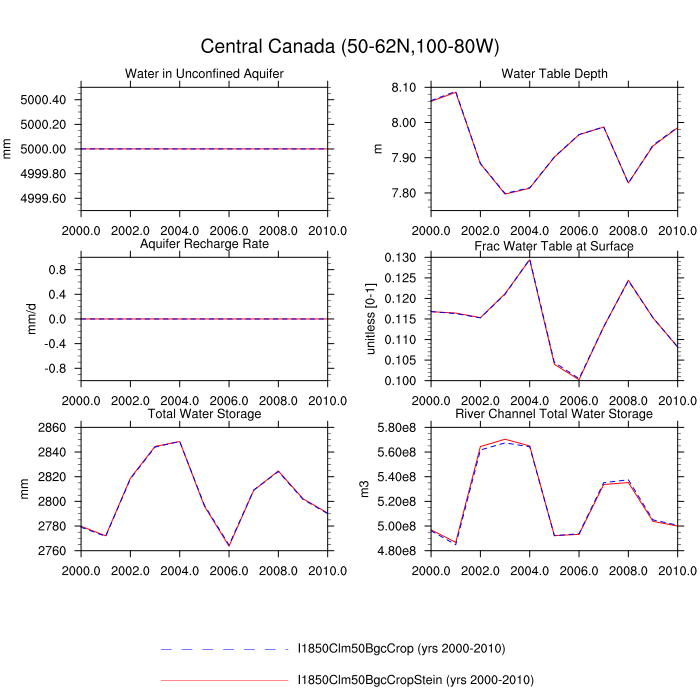 Central Canada (50-62N,100-80W)
Water in Unconfined Aquifer
5000.40
5000.20
5000.00
4999.80
4999.60
mm
2000.0 2002.0 2004.0 2006.0 2008.0 2010.0
Water Table Depth
8.10
8.00
7.90
7.80
m
2000.0 2002.0 2004.0 2006.0 2008.0 2010.0
Aquifer Recharge Rate
0.8
0.4
0.0
-0.4
-0.8
mm/d
2000.0 2002.0 2004.0 2006.0 2008.0 2010.0
Frac Water Table at Surface
0.130
0.125
0.120
0.115
0.110
0.105
0.100
unitless [0-1]
2000.0 2002.0 2004.0 2006.0 2008.0 2010.0
Total Water Storage
2860
2840
2820
2800
2780
2760
mm
2000.0 2002.0 2004.0 2006.0 2008.0 2010.0
River Channel Total Water Storage
5.80e8
5.60e8
5.40e8
5.20e8
5.00e8
4.80e8
m3
2000.0 2002.0 2004.0 2006.0 2008.0 2010.0
I1850Clm50BgcCrop (yrs 2000-2010)
I1850Clm50BgcCropStein (yrs 2000-2010)